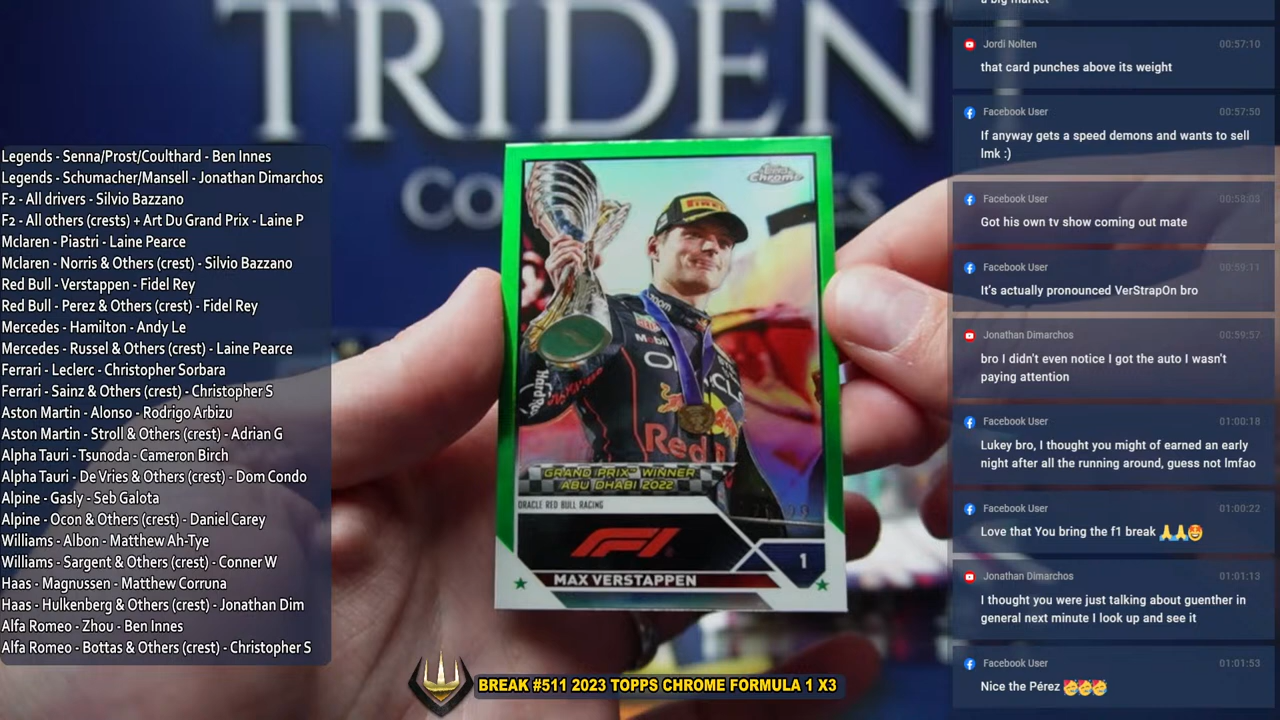 TRIDEN
Legends - Senna/Prost/Coulthard - Ben Innes
Legends - Schumacher/Mansell - Jonathan Dimarchos
F2 - All drivers - Silvio Bazzano
F2 - All others (crests) + Art Du Grand Prix - Laine P
Mclaren - Piastri - Laine Pearce
Mclaren - Norris & Others (crest) - Silvio Bazzano
Red Bull - Verstappen - Fidel Rey
Red Bull - Perez & Others (crest) - Fidel Rey
Mercedes - Hamilton - Andy Le
Mercedes - Russel & Others (crest) - Laine Pearce
Ferrari - Leclerc - Christopher Sorbara
Ferrari - Sainz & Others (crest) - Christopher S
Aston Martin - Alonso - Rodrigo Arbizu
Aston Martin - Stroll & Others (crest) - Adrian G
Alpha Tauri - Tsunoda - Cameron Birch
Alpha Tauri - De Vries & Others (crest) - Dom Condo
Alpine - Gasly - Seb Galota
Alpine - Ocon & Others (crest) - Daniel Carey
Williams - Albon - Matthew Ah-Tye
Williams - Sargent & Others (crest) - Conner W
Haas - Magnussen - Matthew Corruna
Haas - Hulkenberg & Others (crest) - Jonathan Dim
Alfa Romeo - Zhou - Ben Innes
Alfa Romeo - Bottas & Others (crest) - Christopher S
Topps
Chrome
GRAND PRIX™ WINNER
ABU DHABI 2022
ORACLE RED BULL RACING
F1
1
MAX VERSTAPPEN
BREAK #511 2023 TOPPS CHROME FORMULA 1 X3
a big market
Jordi Nolten 00:57:10
that card punches above its weight
Facebook User 00:57:50
If anyway gets a speed demons and wants to sell
lmk :)
Facebook User 00:58:03
Got his own tv show coming out mate
Facebook User 00:59:11
It's actually pronounced VerStrapOn bro
Jonathan Dimarchos 00:59:57
bro I didn't even notice I got the auto I wasn't
paying attention
Facebook User 01:00:18
Lukey bro, I thought you might of earned an early
night after all the running around, guess not lmfao
Facebook User 01:00:22
Love that You bring the f1 break 🙏🙏🤩
Jonathan Dimarchos 01:01:13
I thought you were just talking about guenther in
general next minute I look up and see it
Facebook User 01:01:53
Nice the Pérez 🥳🥳🥳